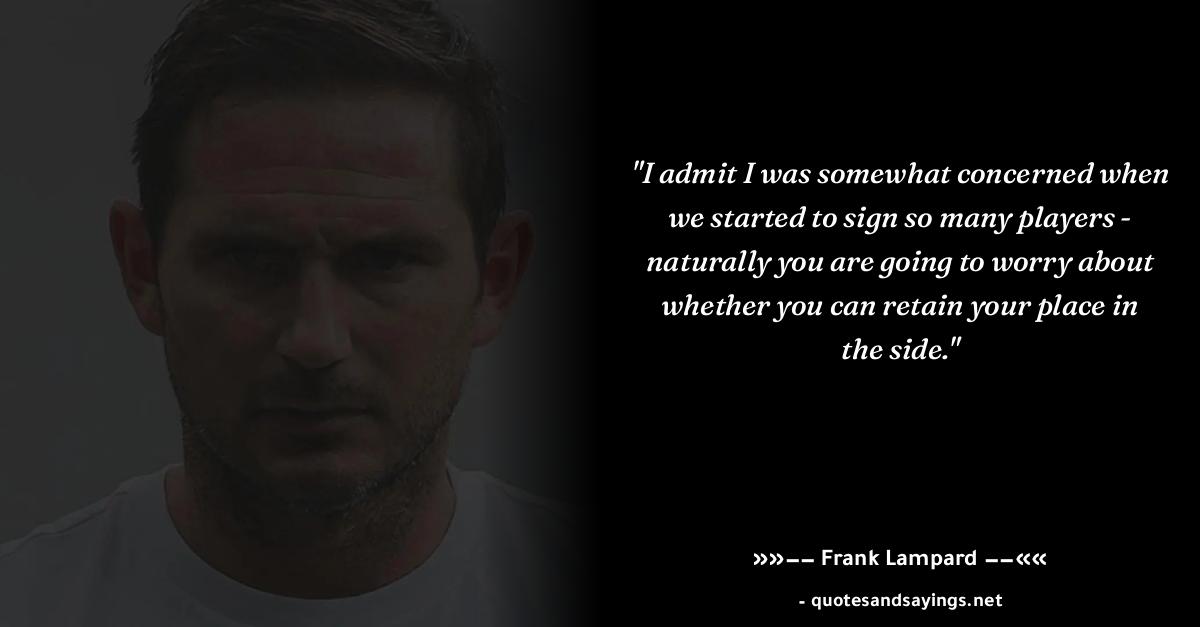 "I admit I was somewhat concerned when
we started to sign so many players -
naturally you are going to worry about
whether you can retain your place in
the side."
»»−− Frank Lampard −−««
- quotesandsayings.net